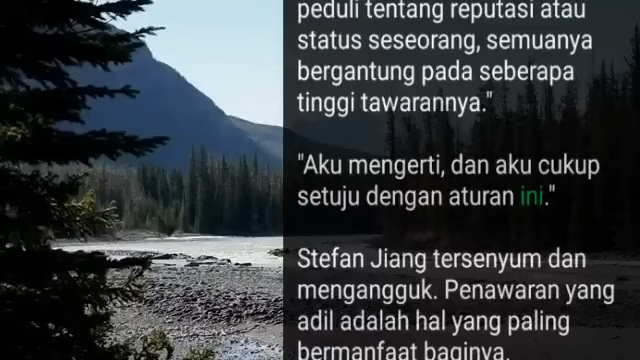 peduli tentang reputasi atau
status seseorang, semuanya
bergantung pada seberapa
tinggi tawarannya."
"Aku mengerti, dan aku cukup
setuju dengan aturan ini."
Stefan Jiang tersenyum dan
mengangguk. Penawaran yang
adil adalah hal yang paling
bermanfaat baginya.